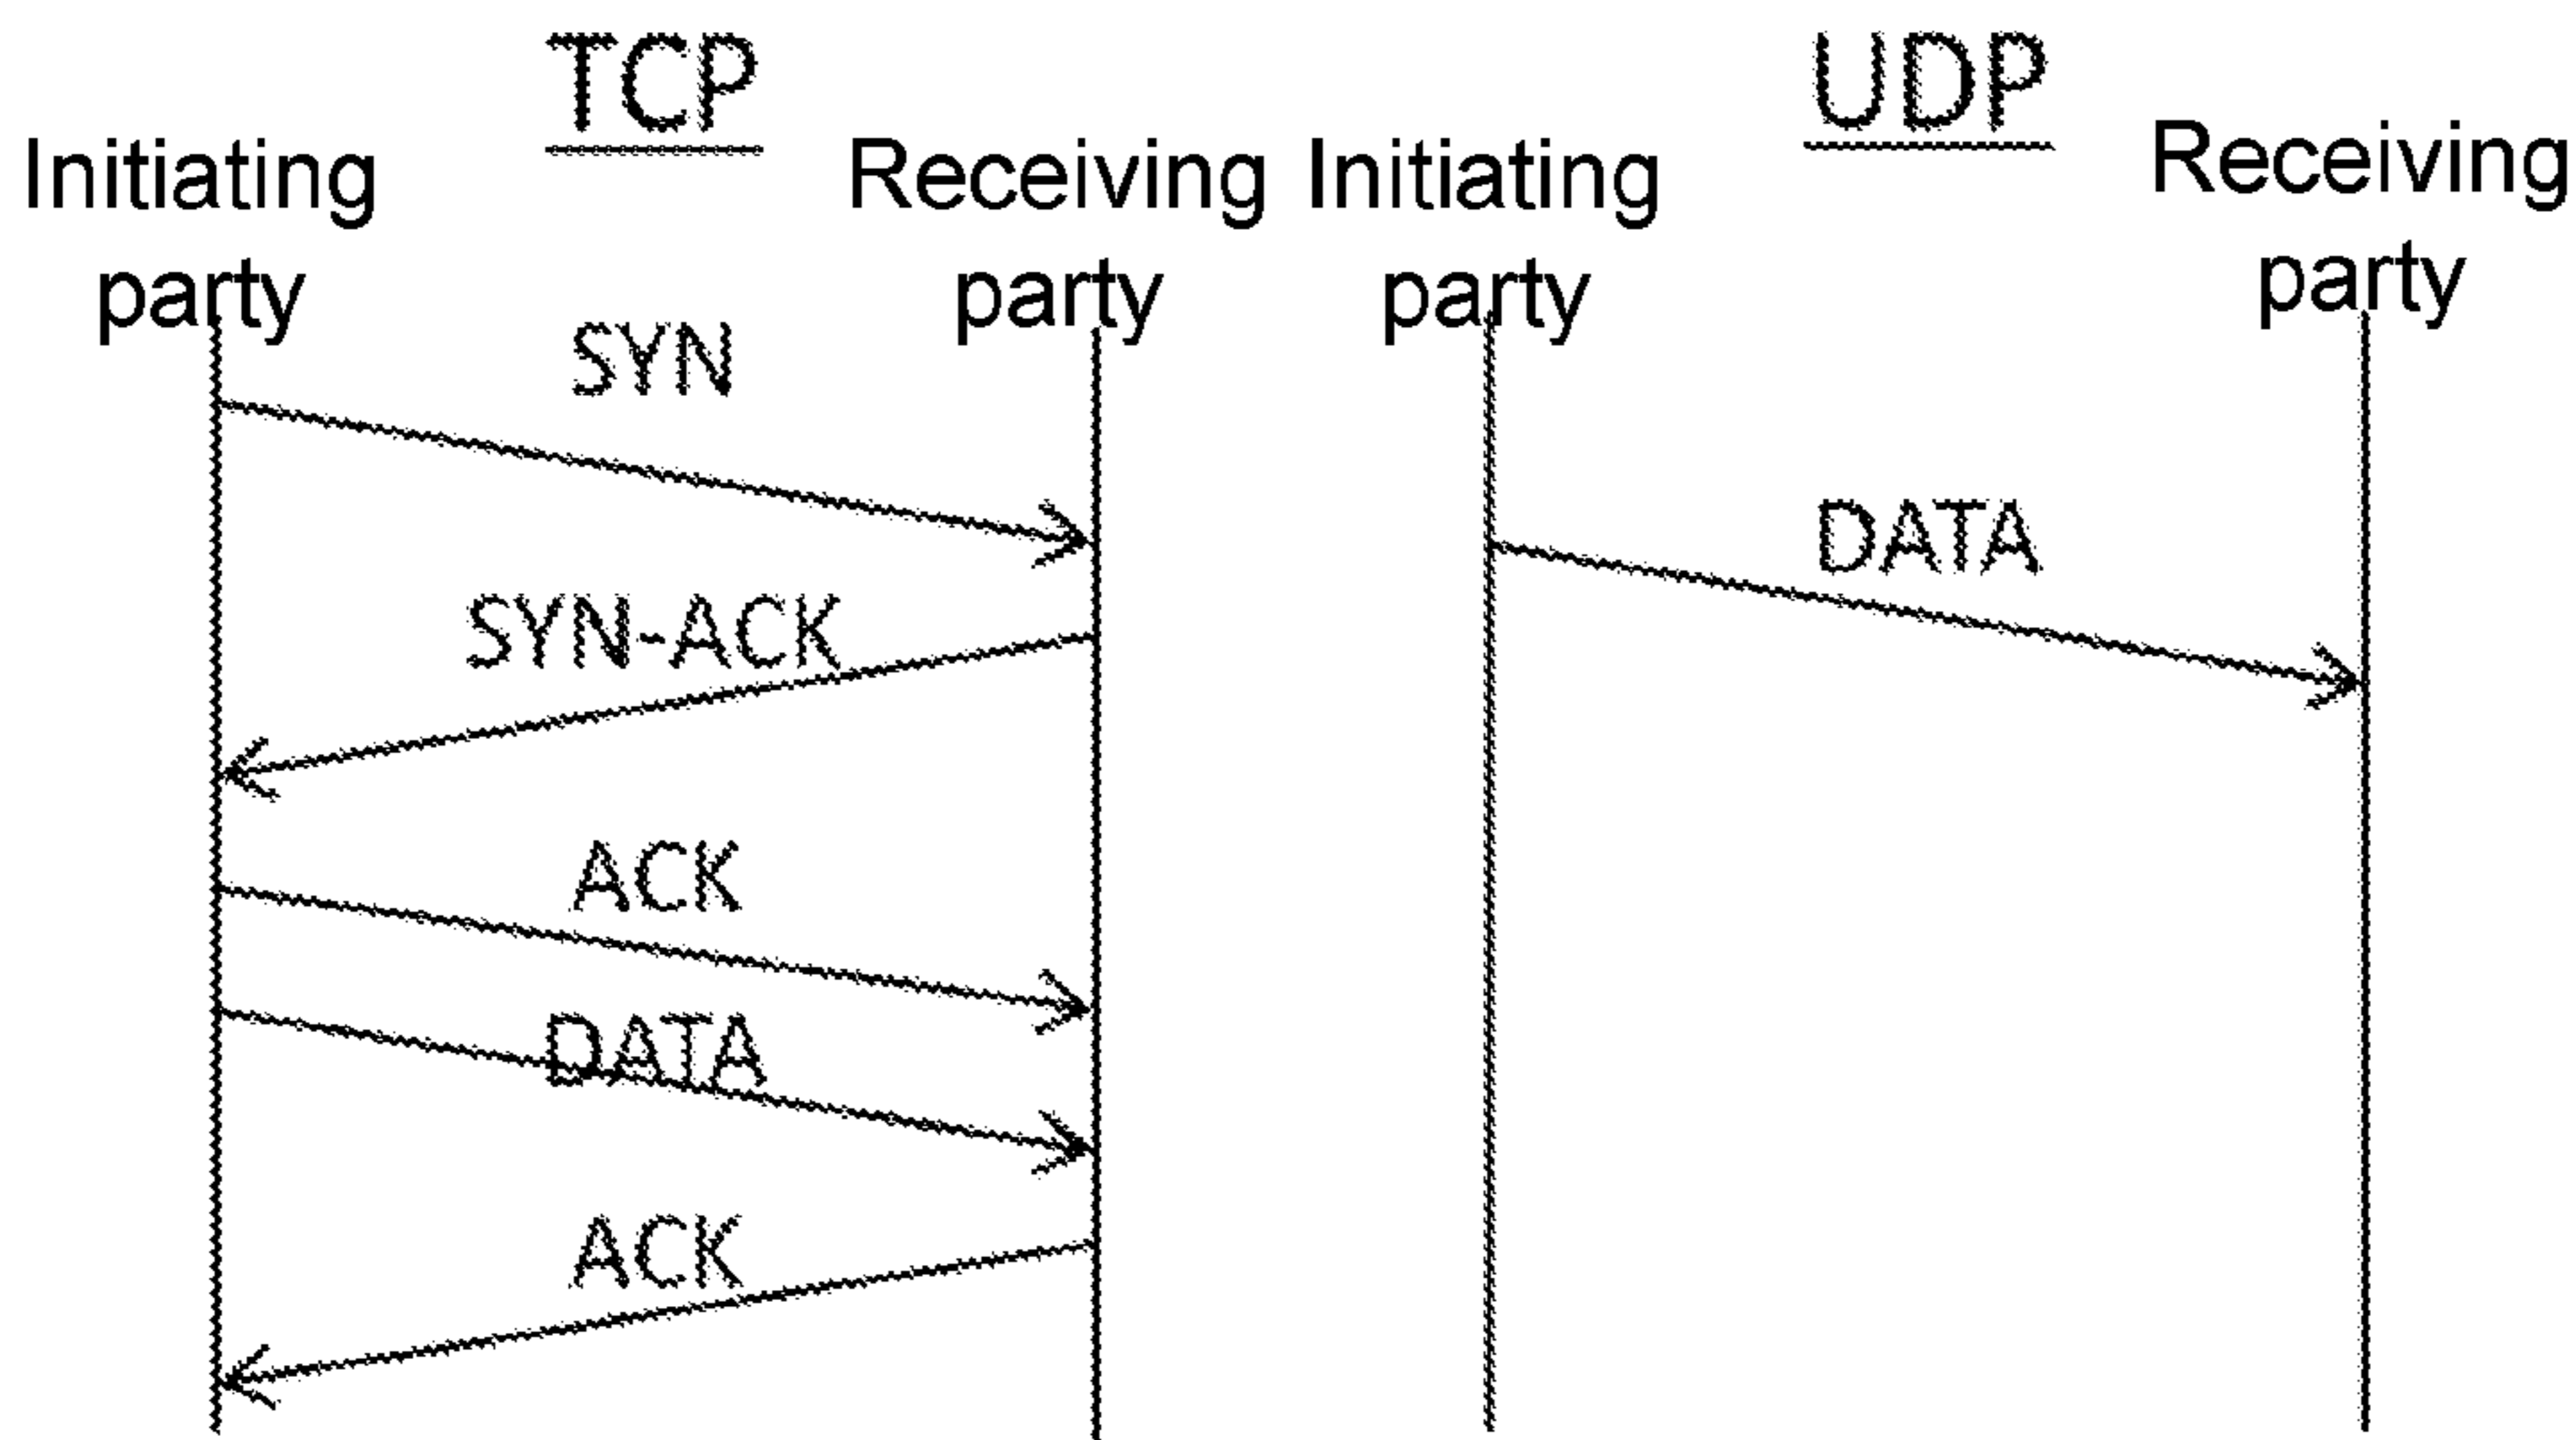 TCP
Initiating
party
Receiving
party
SYN
SYN-ACK
ACK
DATA
ACK
UDP
Initiating
party
Receiving
party
DATA